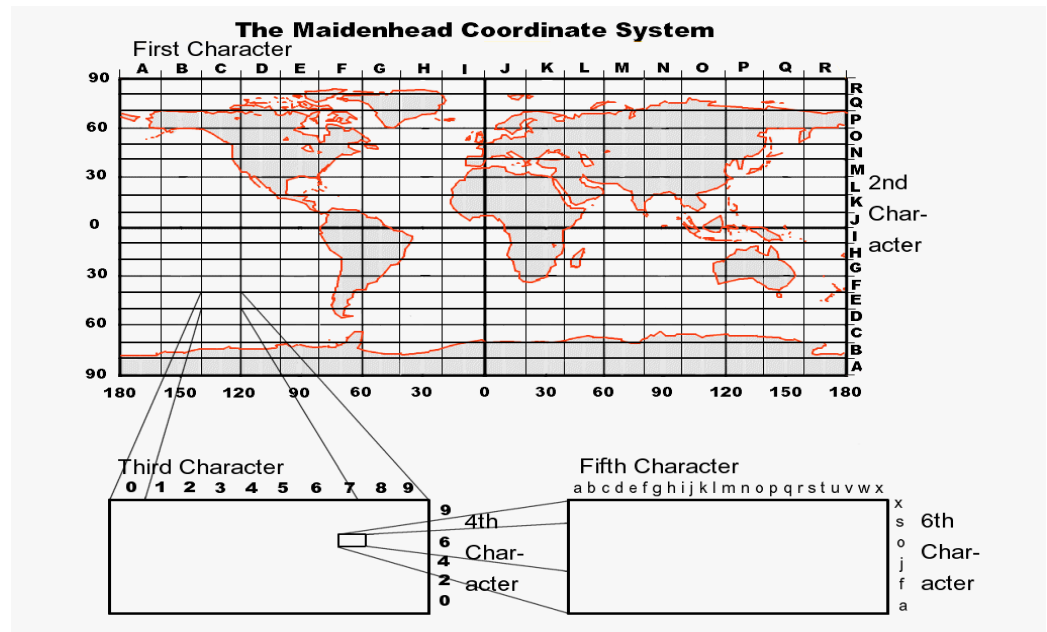 The Maidenhead Coordinate System
First Character
A B C D E F G H I J K L M N O P Q R
90
60
30
0
30
60
90
R
Q
P
O
N
M
L
K
J
I
H
G
F
E
D
C
B
A
2nd
Char-
acter
180 150 120 90 60 30 0 30 60 90 120 150 180
Third Character
0 1 2 3 4 5 6 7 8 9
9
6
4
2
0
4th
Char-
acter
Fifth Character
a b c d e f g h i j k l m n o p q r s t u v w x
x
s
o
j
f
a
6th
Char-
acter